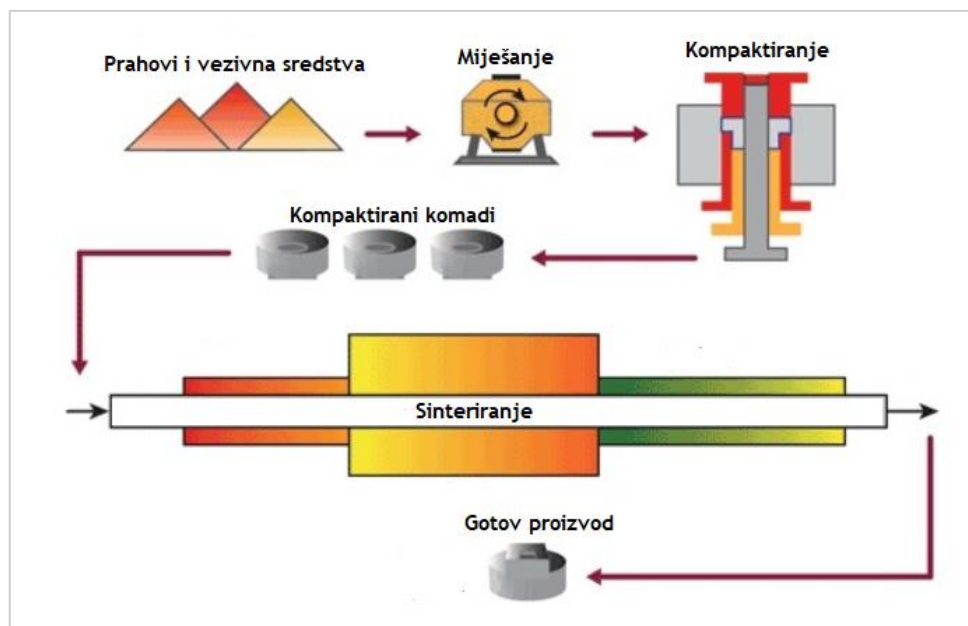 Prahovi i vezivna sredstva
Miješanje
Kompaktiranje
Kompaktirani komadi
Sinteriranje
Gotov proizvod